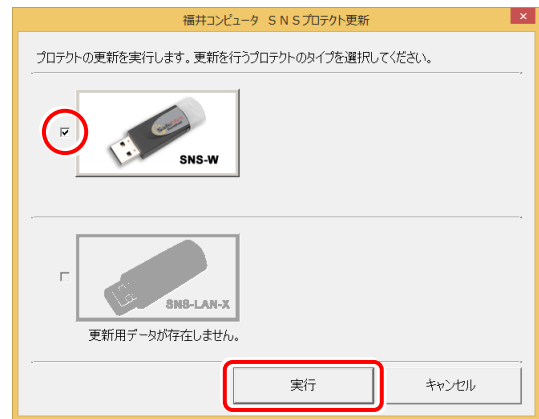 福井コンピュータ ＳＮＳプロテクト更新
プロテクトの更新を実行します。更新を行うプロテクトのタイプを選択してください。
SNS-W
SNS-LAN-X
更新用データが存在しません。
実行
キャンセル